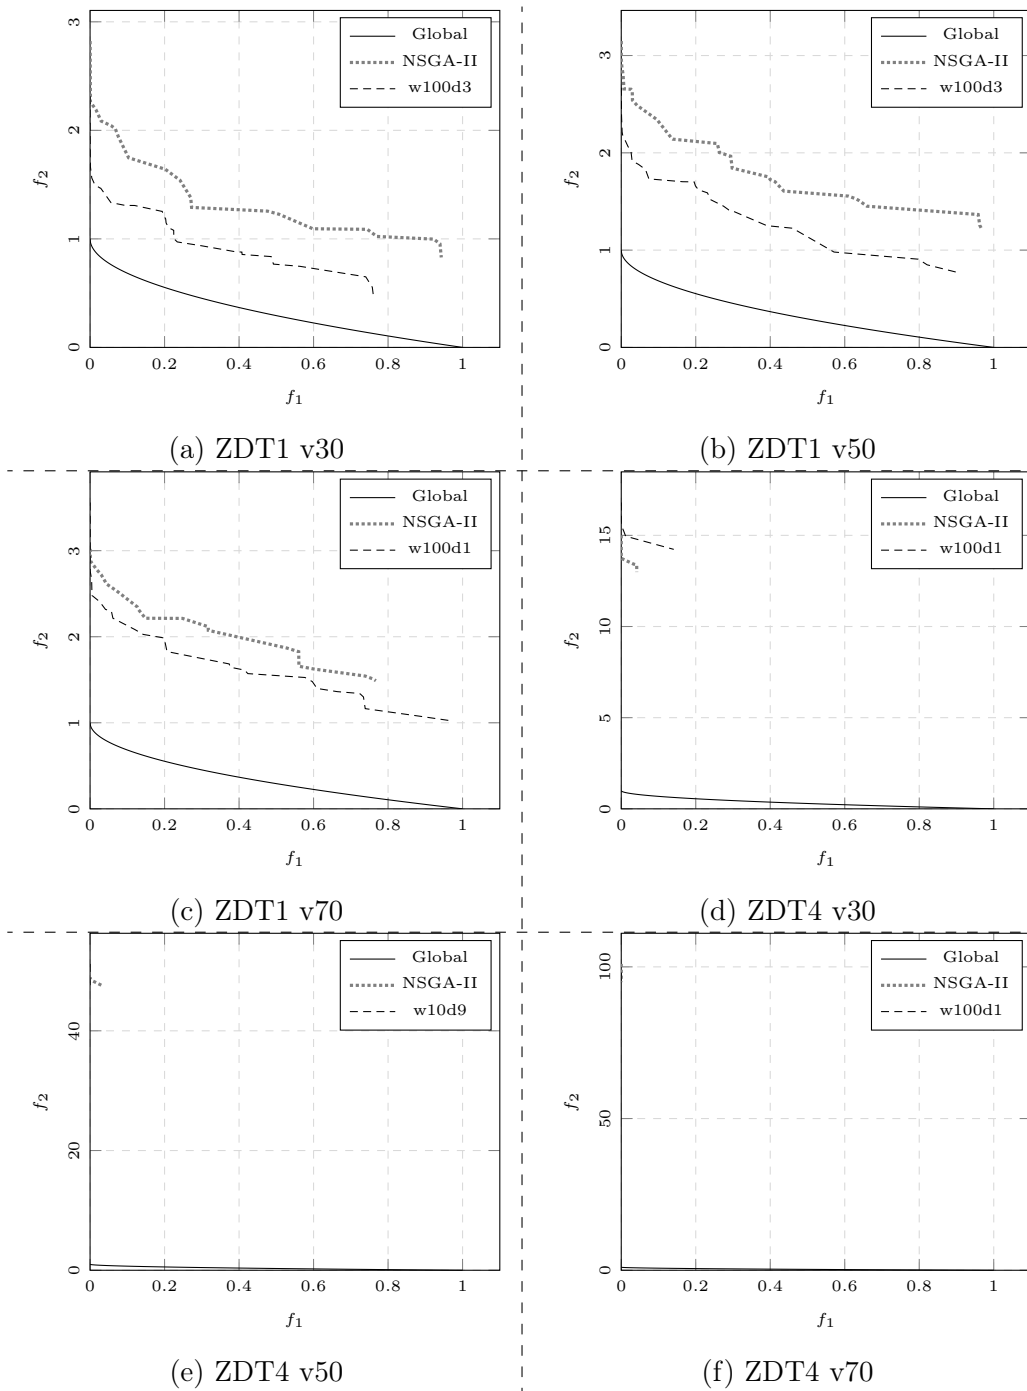 Global
NSGA-II
w100d3
f2
0 1 2 3
0 0.2 0.4 0.6 0.8 1
f1
(a) ZDT1 v30
Global
NSGA-II
w100d3
f2
0 1 2 3
0 0.2 0.4 0.6 0.8 1
f1
(b) ZDT1 v50
Global
NSGA-II
w100d1
f2
0 1 2 3
0 0.2 0.4 0.6 0.8 1
f1
(c) ZDT1 v70
Global
NSGA-II
w100d1
f2
0 5 10 15
0 0.2 0.4 0.6 0.8 1
f1
(d) ZDT4 v30
Global
NSGA-II
w10d9
f2
0 20 40
0 0.2 0.4 0.6 0.8 1
f1
(e) ZDT4 v50
Global
NSGA-II
w100d1
f2
0 50 100
0 0.2 0.4 0.6 0.8 1
f1
(f) ZDT4 v70